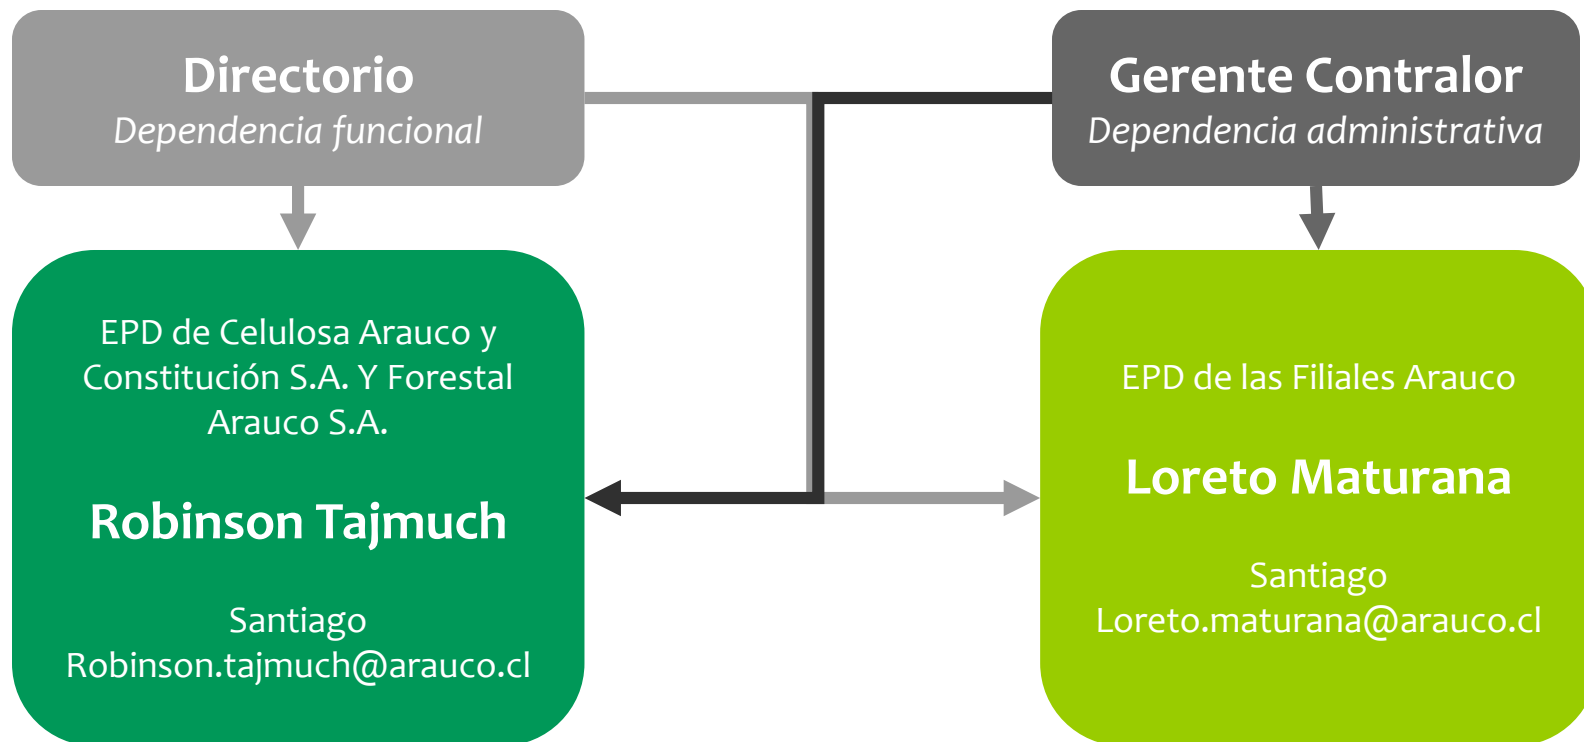 Directorio
Dependencia funcional
Gerente Contralor
Dependencia administrativa
EPD de Celulosa Arauco y
Constitución S.A. Y Forestal
Arauco S.A.
Robinson Tajmuch
Santiago
Robinson.tajmuch@arauco.cl
EPD de las Filiales Arauco
Loreto Maturana
Santiago
Loreto.maturana@arauco.cl